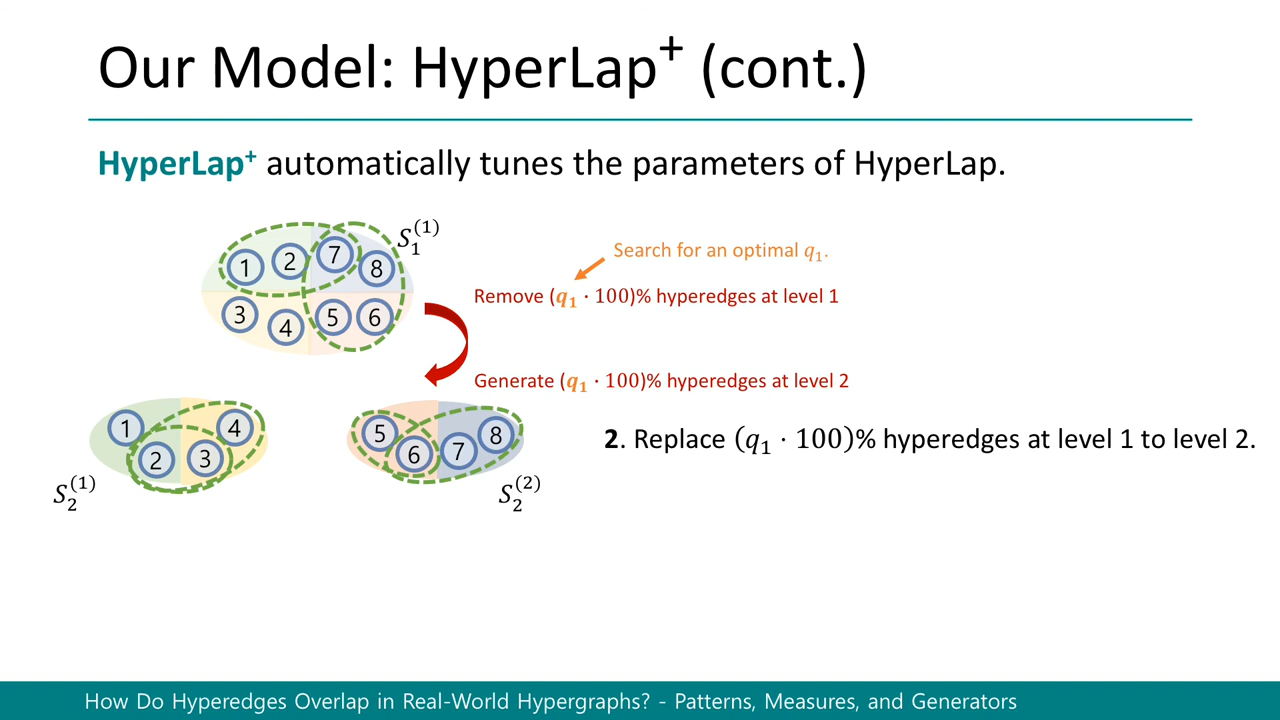 Our Model: HyperLap⁺ (cont.)
HyperLap⁺ automatically tunes the parameters of HyperLap.
S₁⁽¹⁾
1 2 7 8
3 4 5 6
Search for an optimal q₁.
Remove (q₁ · 100)% hyperedges at level 1
Generate (q₁ · 100)% hyperedges at level 2
1 2 3 4
S₂⁽¹⁾
5 6 7 8
S₂⁽²⁾
2. Replace (q₁ · 100)% hyperedges at level 1 to level 2.
How Do Hyperedges Overlap in Real-World Hypergraphs? - Patterns, Measures, and Generators